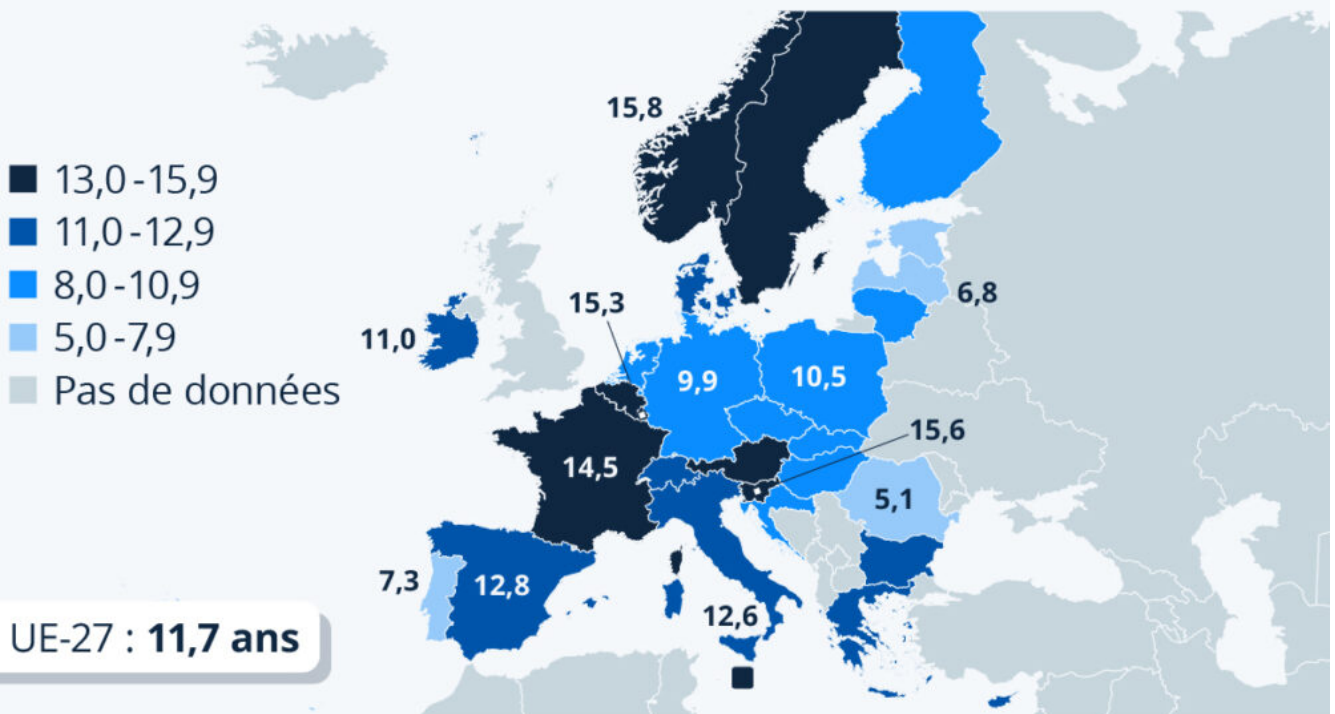 15,8
13,0 - 15,9
11,0 - 12,9
8,0 - 10,9
5,0 - 7,9
Pas de données
15,3
6,8
11,0
9,9
10,5
15,6
14,5
5,1
7,3
12,8
12,6
UE-27 : 11,7 ans